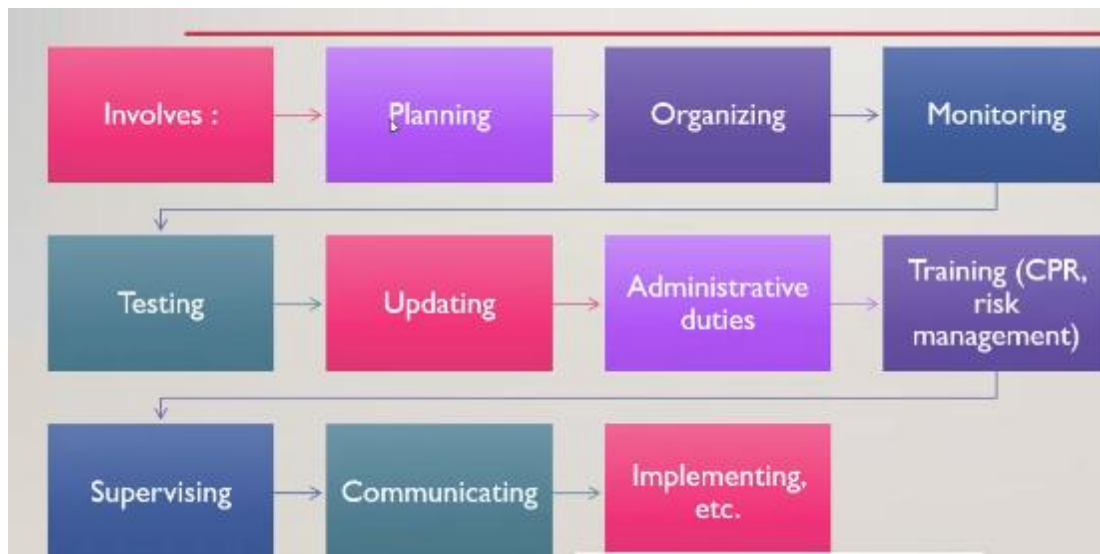 Involves :
Planning
Organizing
Monitoring
Testing
Updating
Administrative
duties
Training (CPR,
risk
management)
Supervising
Communicating
Implementing,
etc.